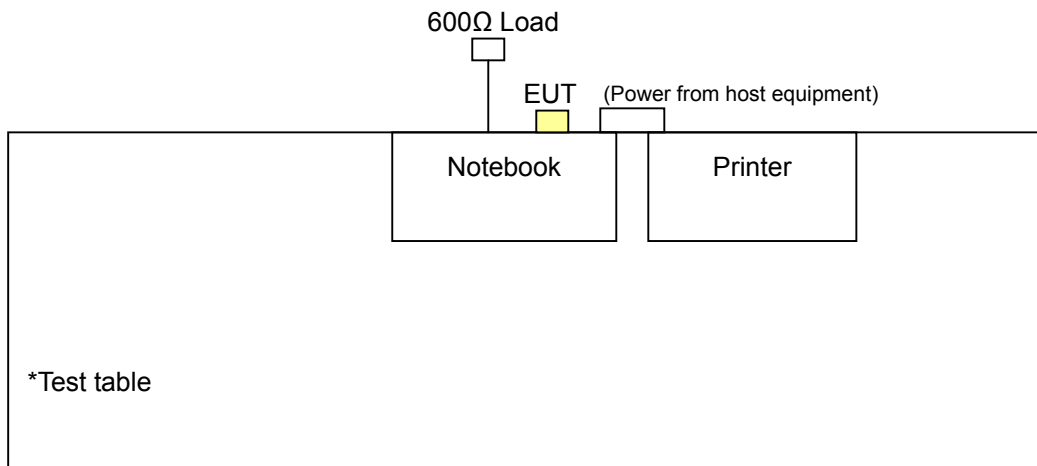 600Ω Load
EUT
(Power from host equipment)
Notebook
Printer
*Test table